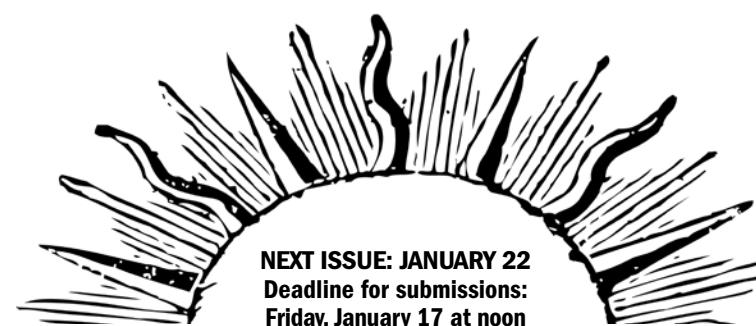 NEXT ISSUE: JANUARY 22
Deadline for submissions:
Friday, January 17 at noon